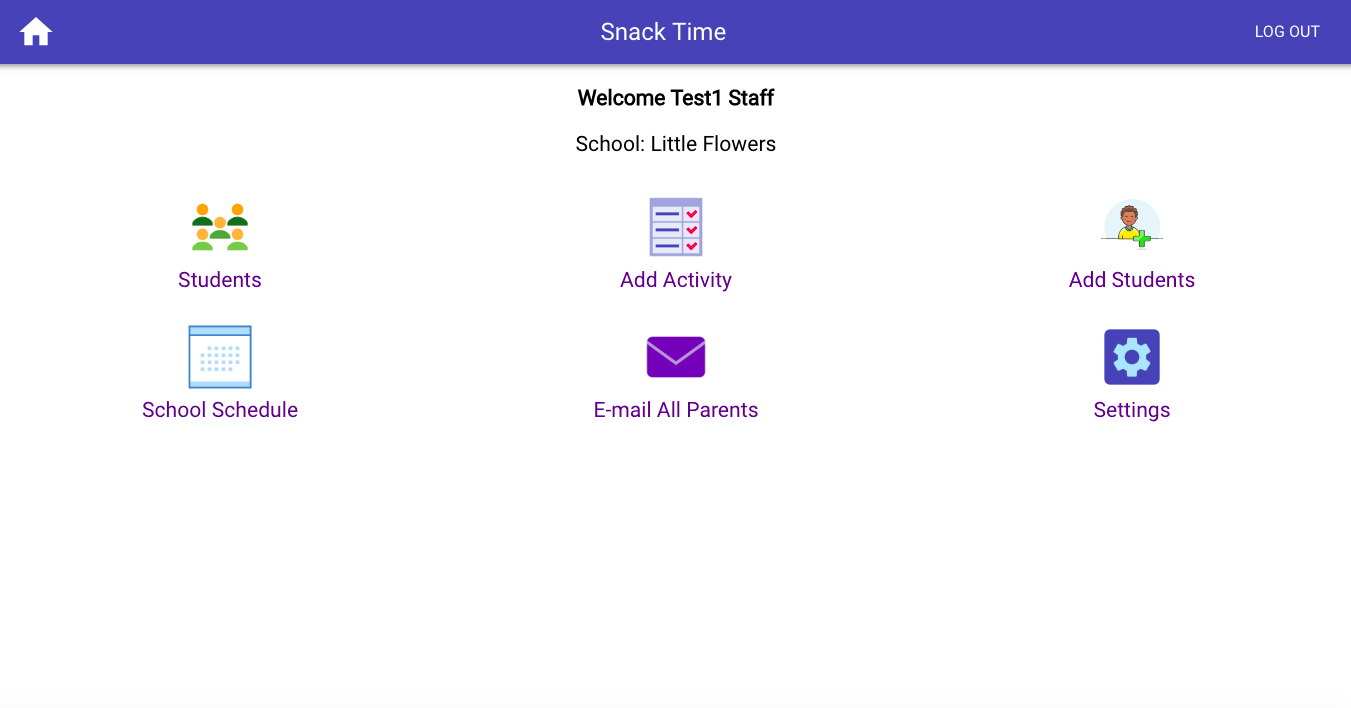 Snack Time
LOG OUT
Welcome Test1 Staff
School: Little Flowers
Students
Add Activity
Add Students
School Schedule
E-mail All Parents
Settings